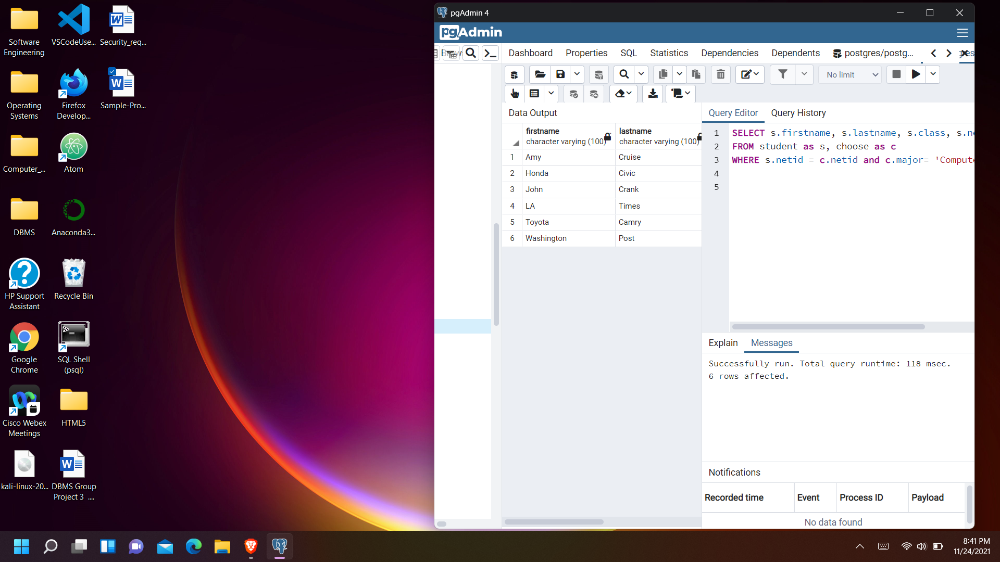 Software
Engineering
VSCodeUse...
Security_req...
Operating
Systems
Firefox
Develop...
Sample-Pro...
Computer_...
Atom
DBMS
Anaconda3...
HP Support
Assistant
Recycle Bin
Google
Chrome
SQL Shell
(psql)
Cisco Webex
Meetings
HTML5
kali-linux-20...
DBMS Group
Project 3 ....
pgAdmin 4
pgAdmin
Dashboard Properties SQL Statistics Dependencies Dependents postgres/postg...
No limit
Data Output
firstname
character varying (100)
lastname
character varying (100)
1 Amy Cruise
2 Honda Civic
3 John Crank
4 LA Times
5 Toyota Camry
6 Washington Post
Query Editor Query History
1 SELECT s.firstname, s.lastname, s.class, s.ne
2 FROM student as s, choose as c
3 WHERE s.netid = c.netid and c.major= 'Compute
4
5
Explain Messages
Successfully run. Total query runtime: 118 msec.
6 rows affected.
Notifications
Recorded time Event Process ID Payload
No data found
8:41 PM
11/24/2021